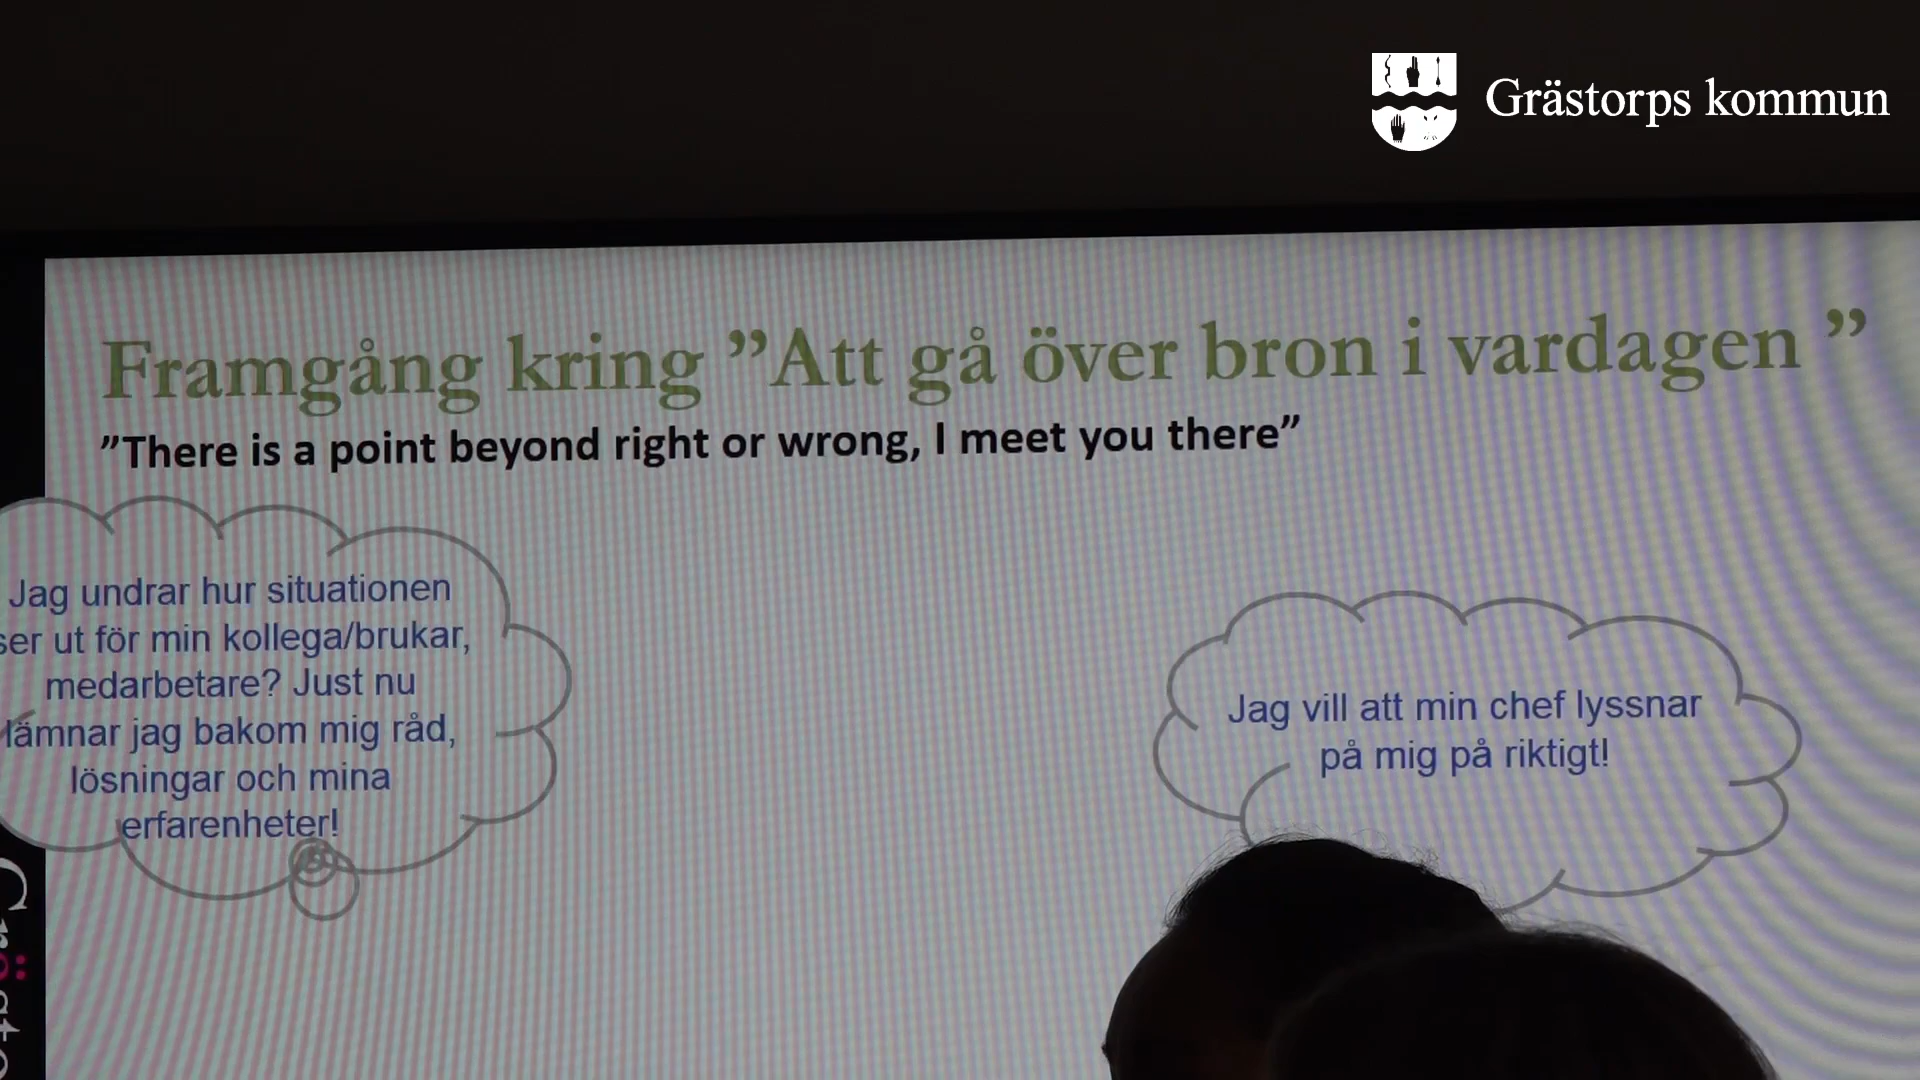 Grästorps kommun
Framgång kring ”Att gå över bron i vardagen ”
”There is a point beyond right or wrong, I meet you there”
Jag undrar hur situationen
ser ut för min kollega/brukar,
medarbetare? Just nu
lämnar jag bakom mig råd,
lösningar och mina
erfarenheter!
Jag vill att min chef lyssnar
på mig på riktigt!